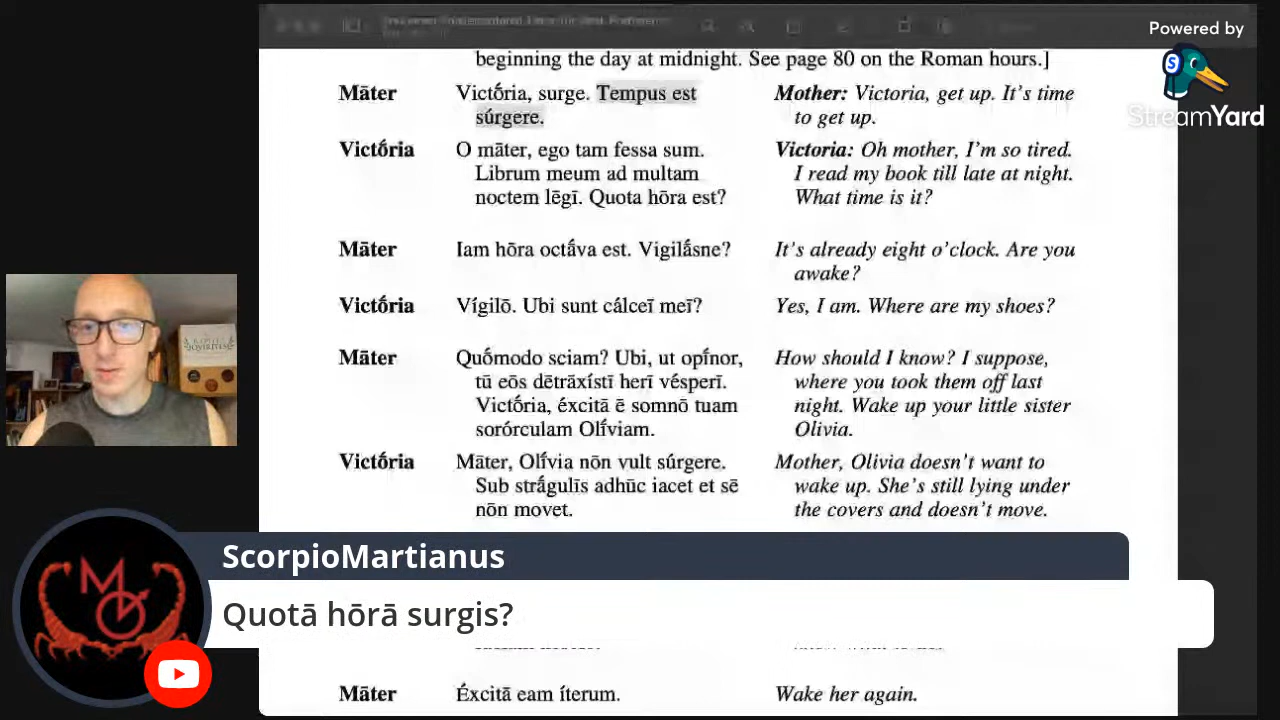 Powered by
StreamYard
beginning the day at midnight. See page 80 on the Roman hours.]
Māter Victṓria, surge. Tempus est Mother: Victoria, get up. It's time
súrgere. to get up.
Victṓria O māter, ego tam fessa sum. Victoria: Oh mother, I'm so tired.
Librum meum ad multam I read my book till late at night.
noctem lēgī. Quota hōra est? What time is it?
Māter Iam hōra octā́va est. Vigilā́sne? It's already eight o'clock. Are you
awake?
Victṓria Vígilō. Ubi sunt cálceī meī? Yes, I am. Where are my shoes?
Māter Quṓmodo sciam? Ubi, ut opī́nor, How should I know? I suppose,
tū eōs dētrāxístī herī vésperī. where you took them off last
Victṓria, éxcitā ē somnō tuam night. Wake up your little sister
sorórculam Olī́viam. Olivia.
Victṓria Māter, Olī́via nōn vult súrgere. Mother, Olivia doesn't want to
Sub strā́gulīs adhūc iacet et sē wake up. She's still lying under
nōn movet. the covers and doesn't move.
ScorpioMartianus
Quotā hōrā surgis?
Māter Éxcitā eam íterum. Wake her again.